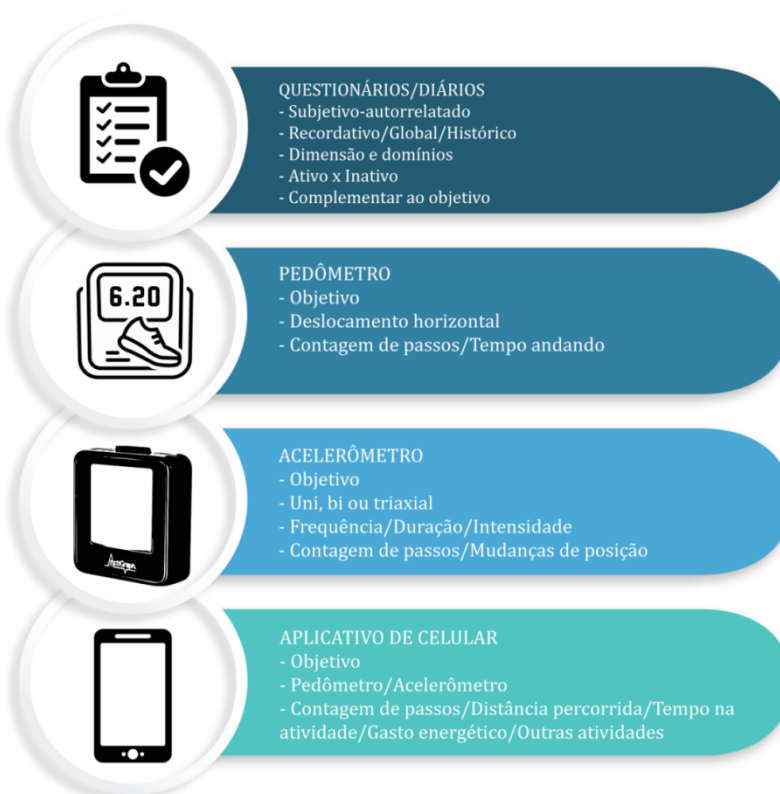 QUESTIONÁRIOS/DIÁRIOS
- Subjetivo-autorrelatado
- Recordativo/Global/Histórico
- Dimensão e domínios
- Ativo x Inativo
- Complementar ao objetivo
6.20
PEDÔMETRO
- Objetivo
- Deslocamento horizontal
- Contagem de passos/Tempo andando
ACELERÔMETRO
- Objetivo
- Uni, bi ou triaxial
- Frequência/Duração/Intensidade
- Contagem de passos/Mudanças de posição
ActiGraph
APLICATIVO DE CELULAR
- Objetivo
- Pedômetro/Acelerômetro
- Contagem de passos/Distância percorrida/Tempo na
atividade/Gasto energético/Outras atividades